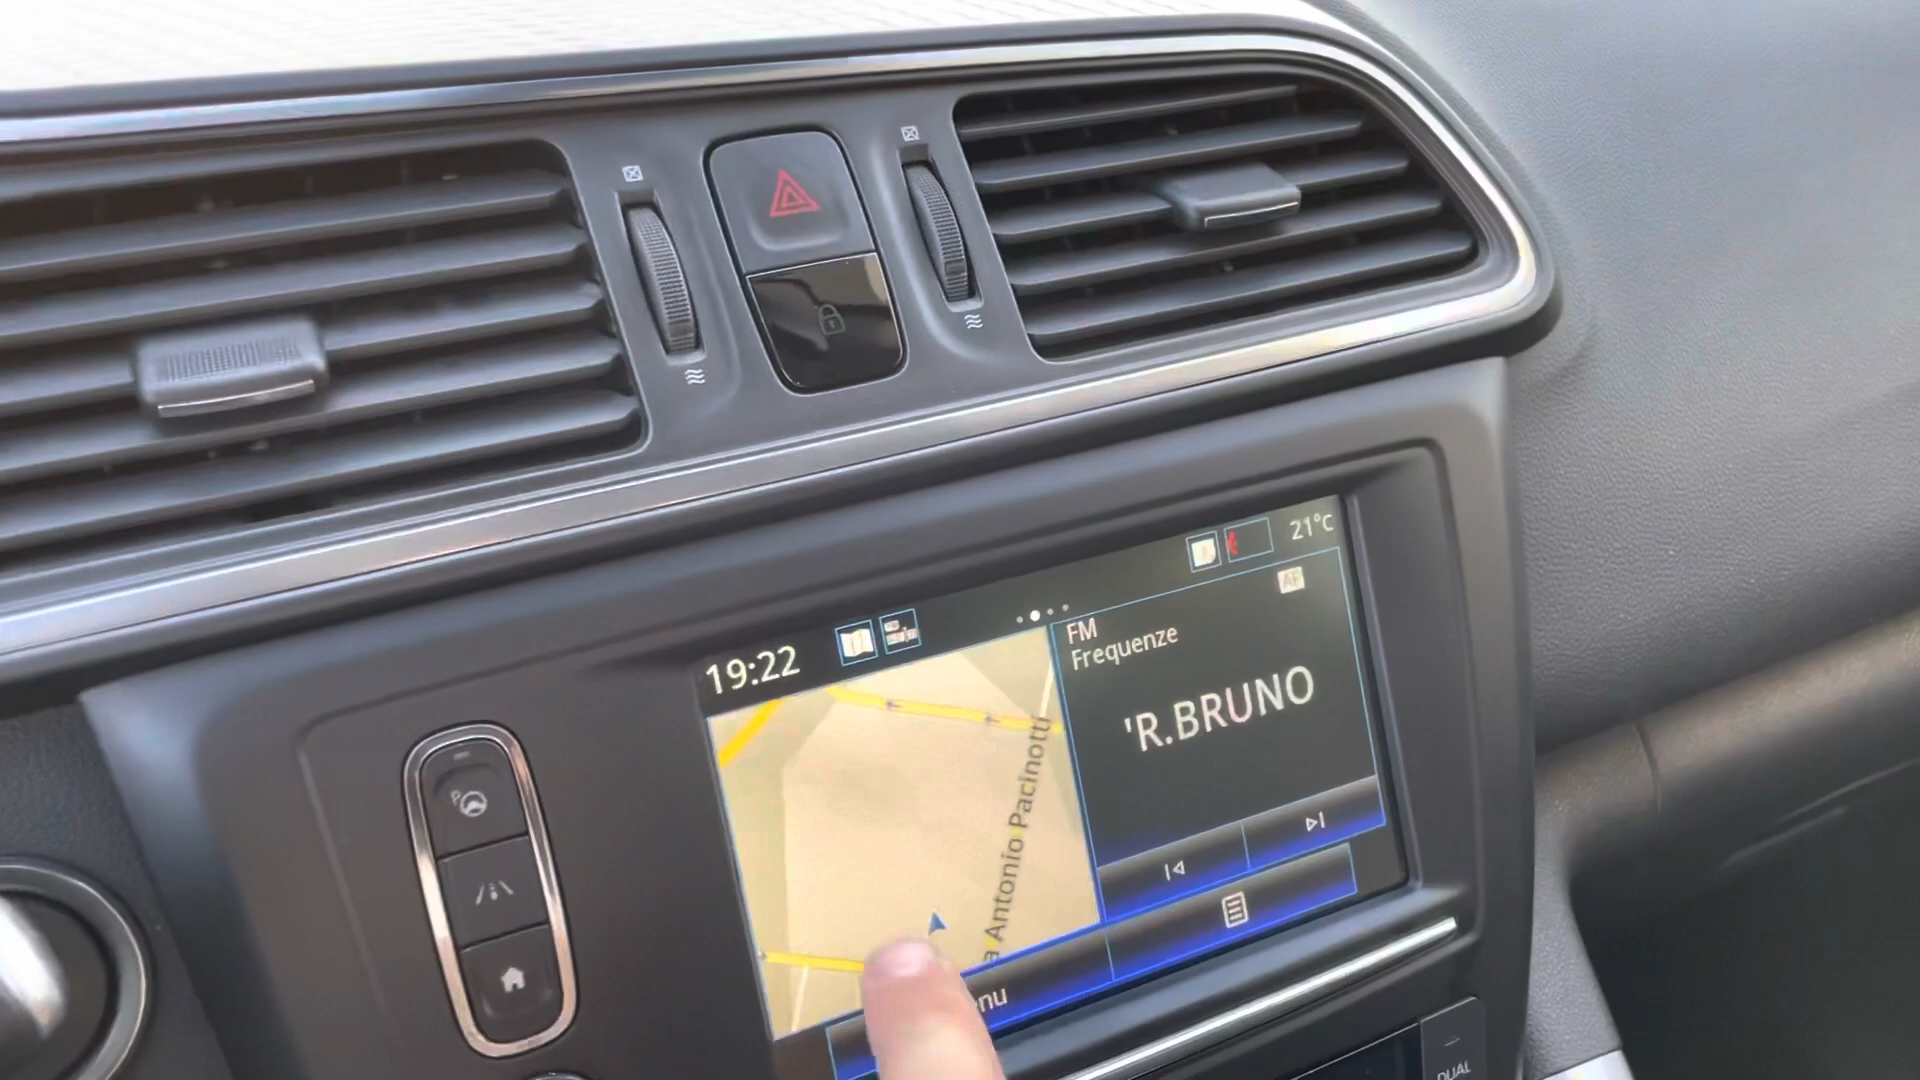 19:22
21°C
AF
FM
Frequenze
'R.BRUNO
a Antonio Pacinotti
nu
DUAL